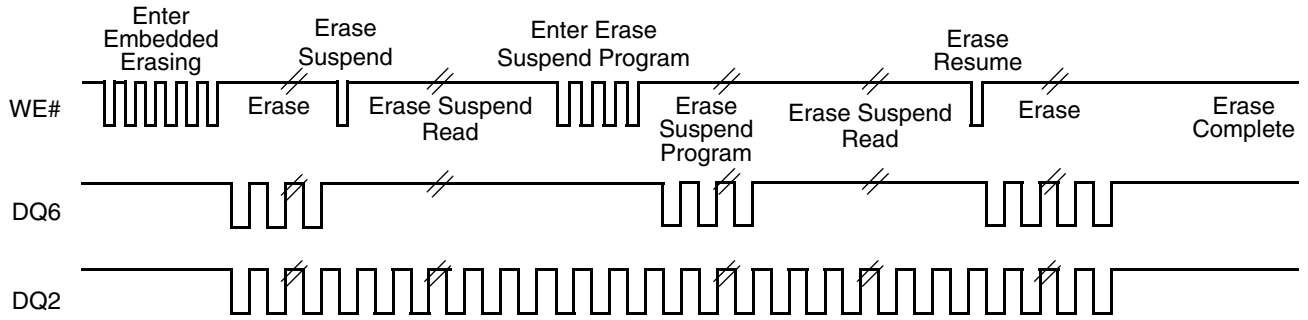 Enter
Embedded
Erasing
Erase
Suspend
Enter Erase
Suspend Program
Erase
Resume
WE#
Erase
Erase Suspend
Read
Erase
Suspend
Program
Erase Suspend
Read
Erase
Erase
Complete
DQ6
DQ2